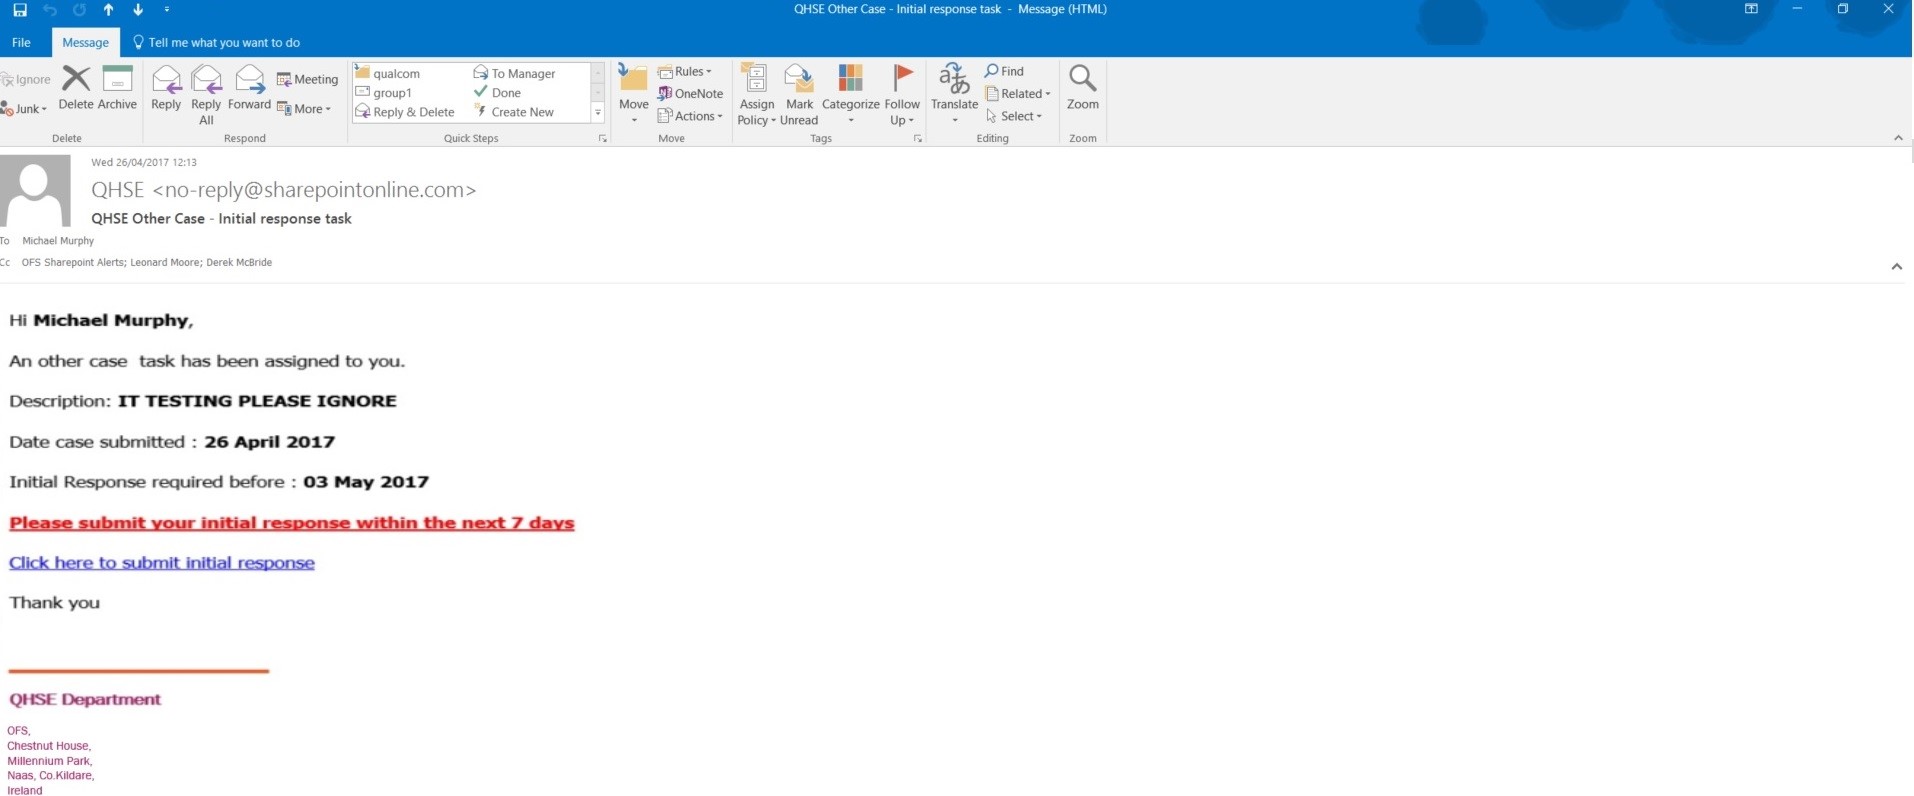 QHSE Other Case - Initial response task - Message (HTML)
File Message Tell me what you want to do
Ignore
Junk
Delete Archive
Delete
Reply Reply All Forward
Meeting
More
Respond
qualcom To Manager
group1 Done
Reply & Delete Create New
Quick Steps
Move
Rules
OneNote
Actions
Move
Assign Policy Mark Unread Categorize Follow Up
Tags
Translate
Find
Related
Select
Editing
Zoom
Zoom
Wed 26/04/2017 12:13
QHSE <no-reply@sharepointonline.com>
QHSE Other Case - Initial response task
To Michael Murphy
Cc OFS Sharepoint Alerts; Leonard Moore; Derek McBride
Hi Michael Murphy,
An other case task has been assigned to you.
Description: IT TESTING PLEASE IGNORE
Date case submitted : 26 April 2017
Initial Response required before : 03 May 2017
Please submit your initial response within the next 7 days
Click here to submit initial response
Thank you
QHSE Department
OFS,
Chestnut House,
Millennium Park,
Naas, Co.Kildare,
Ireland